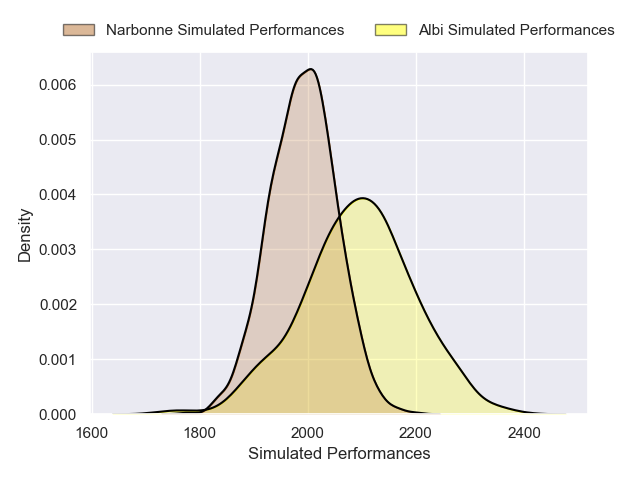 Narbonne Simulated Performances Albi Simulated Performances
0.006
0.005
0.004
0.003
0.002
0.001
0.000
Density
1600 1800 2000 2200 2400
Simulated Performances